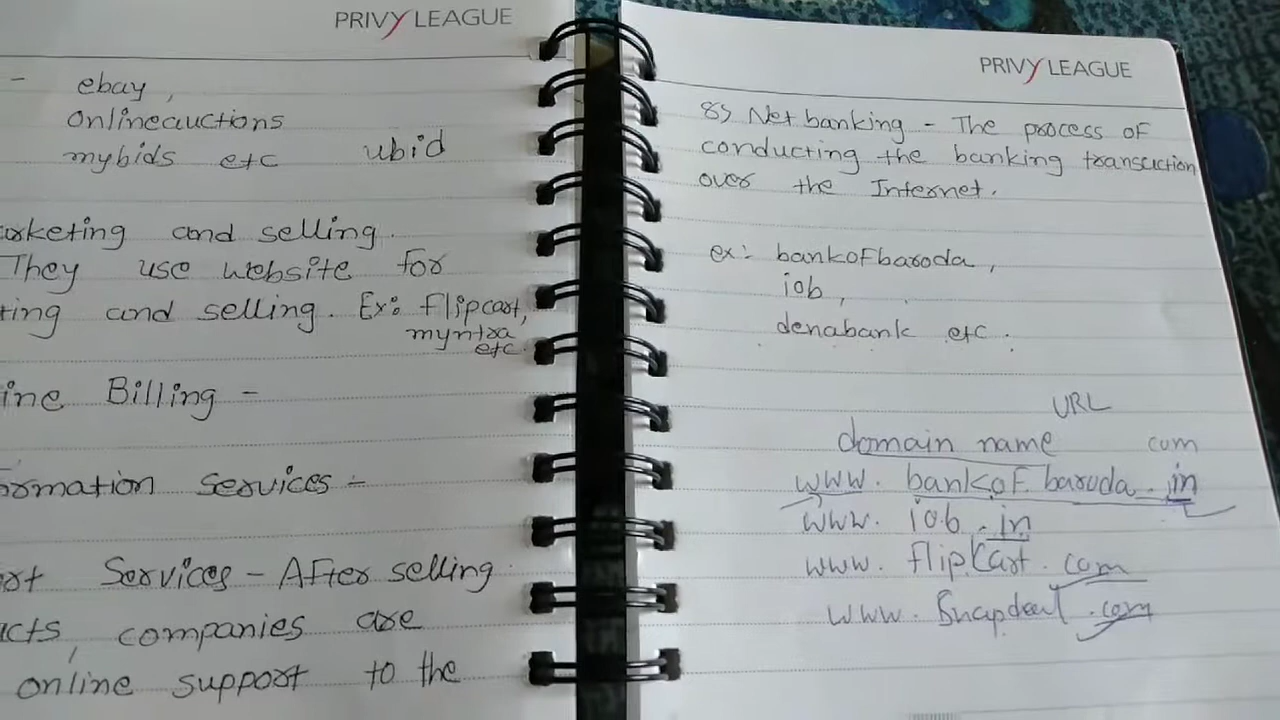 PRIVY LEAGUE
- ebay,
Onlineauctions
mybids etc ubid
arketing and selling.
They use website for
ting and selling. Ex: flipcart,
myntra
etc
ine Billing -
ormation Services -
ort Services - After selling
ucts, companies are
online support to the
PRIVY LEAGUE
8) Net banking - The process of
conducting the banking transaction
over the Internet.
ex: bankofbaroda,
iob,
denabank etc.
URL
domain name com
www. bankof baroda. in
www. iob. in
www. flipCart. com
www. Snapdeal .com